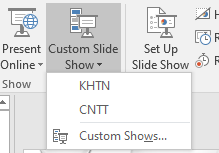 Present
Online
Custom Slide
Show
Set Up
Slide Show
Show
KHTN
CNTT
Custom Shows...